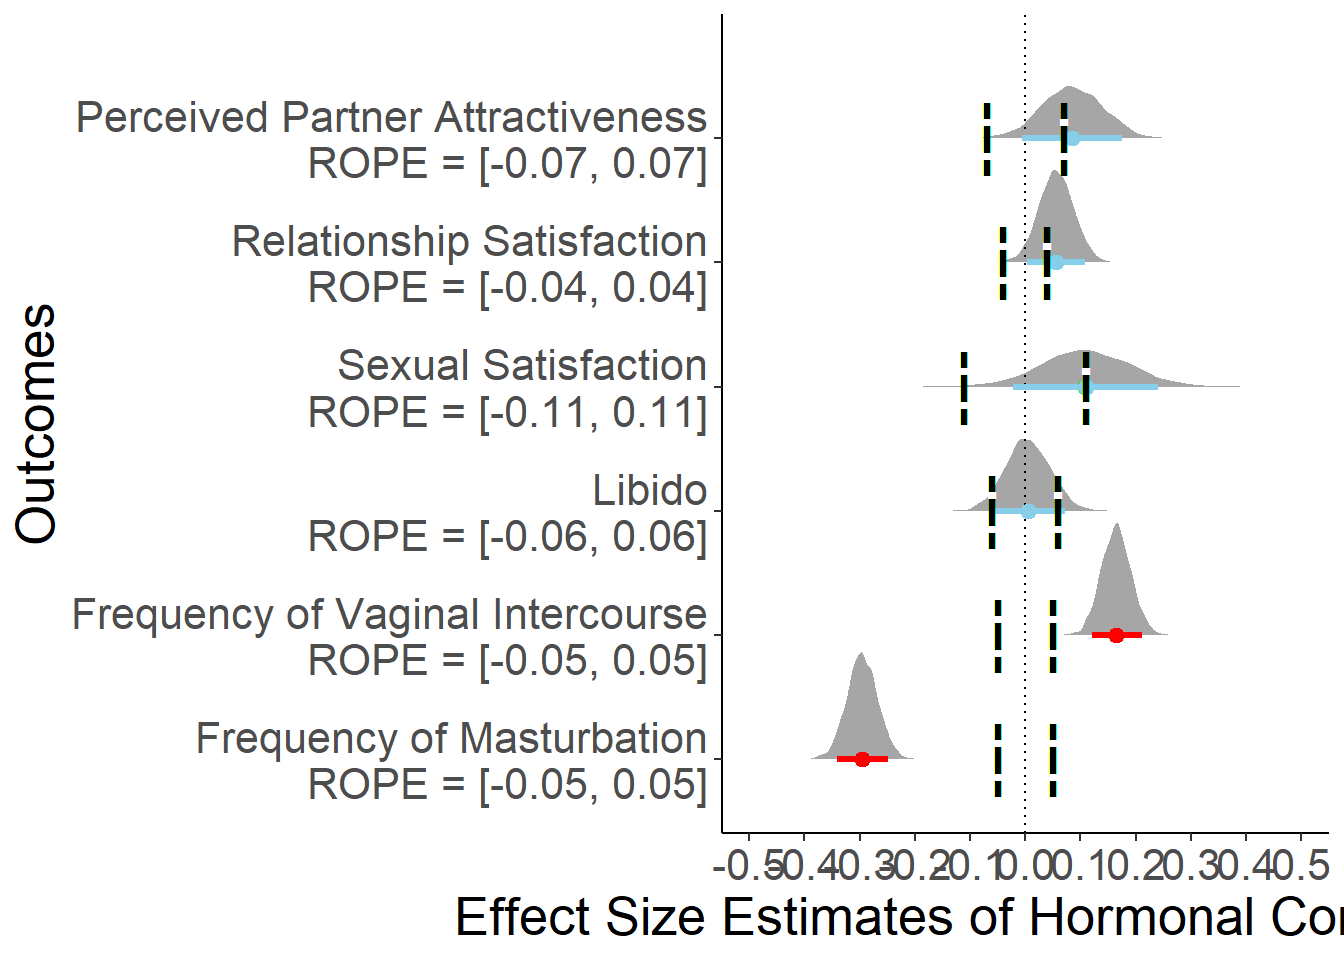 Perceived Partner Attractiveness
ROPE = [-0.07, 0.07]
Relationship Satisfaction
ROPE = [-0.04, 0.04]
Sexual Satisfaction
ROPE = [-0.11, 0.11]
Libido
ROPE = [-0.06, 0.06]
Frequency of Vaginal Intercourse
ROPE = [-0.05, 0.05]
Frequency of Masturbation
ROPE = [-0.05, 0.05]
Outcomes
-0.5 -0.4 -0.3 -0.2 -0.1 0.0 0.1 0.2 0.3 0.4 0.5
Effect Size Estimates of Hormonal